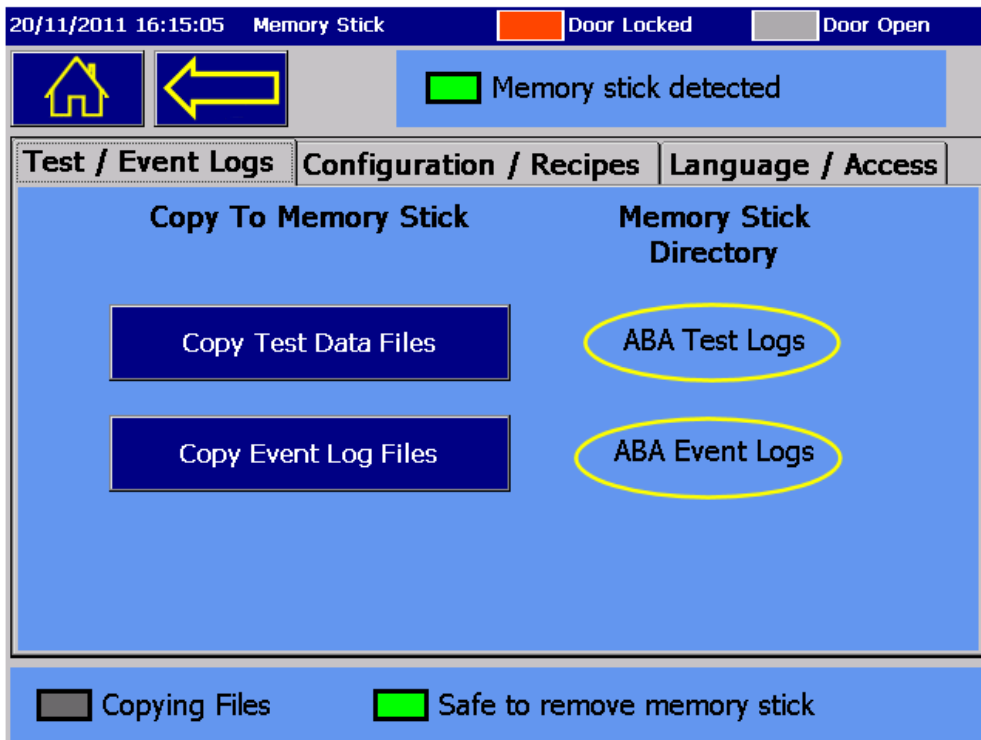 20/11/2011 16:15:05 Memory Stick Door Locked Door Open
Memory stick detected
Test / Event Logs Configuration / Recipes Language / Access
Copy To Memory Stick
Memory Stick
Directory
Copy Test Data Files ABA Test Logs
Copy Event Log Files ABA Event Logs
Copying Files Safe to remove memory stick